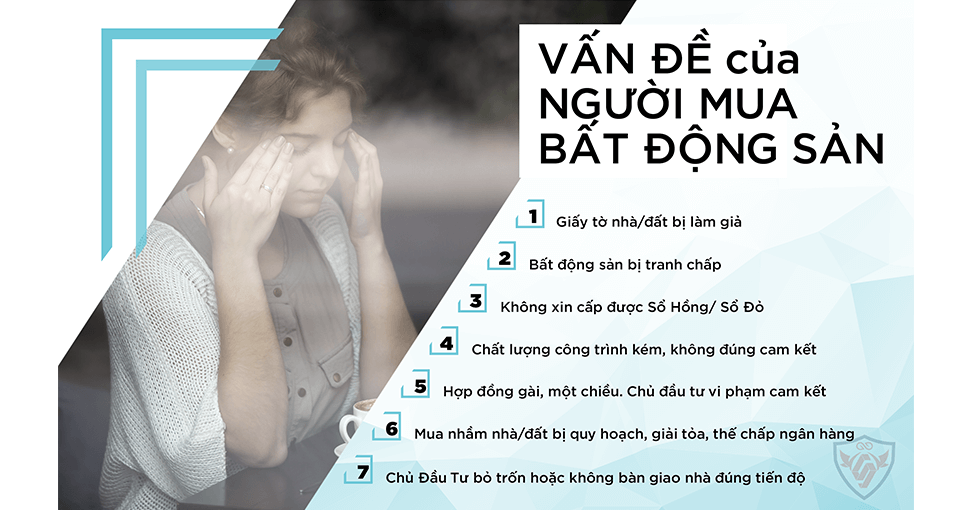 VẤN ĐỀ của
NGƯỜI MUA
BẤT ĐỘNG SẢN
1 Giấy tờ nhà/đất bị làm giả
2 Bất động sản bị tranh chấp
3 Không xin cấp được Sổ Hồng/ Sổ Đỏ
4 Chất lượng công trình kém, không đúng cam kết
5 Hợp đồng gài, một chiều. Chủ đầu tư vi phạm cam kết
6 Mua nhầm nhà/đất bị quy hoạch, giải tỏa, thế chấp ngân hàng
7 Chủ Đầu Tư bỏ trốn hoặc không bàn giao nhà đúng tiến độ